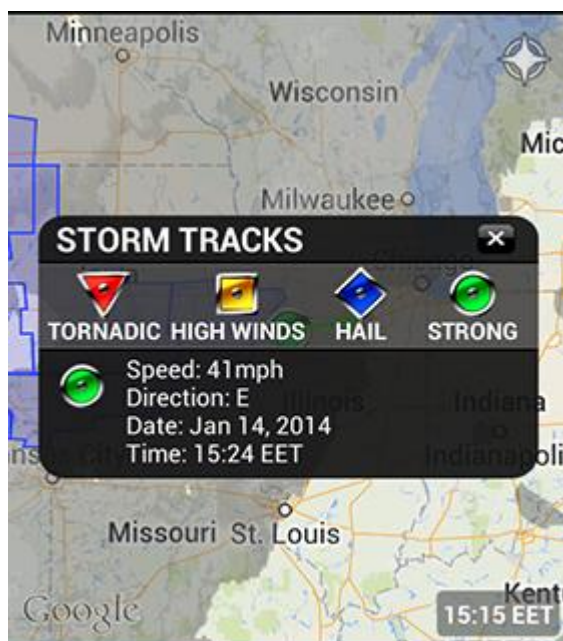 Minneapolis
Wisconsin
Mic
Milwaukee
STORM TRACKS
Chicago
TORNADIC HIGH WINDS HAIL STRONG
Speed: 41mph
Direction: E
Illinois Indiana
Date: Jan 14, 2014
Time: 15:24 EET
Missouri St. Louis
Google
Kent
15:15 EET